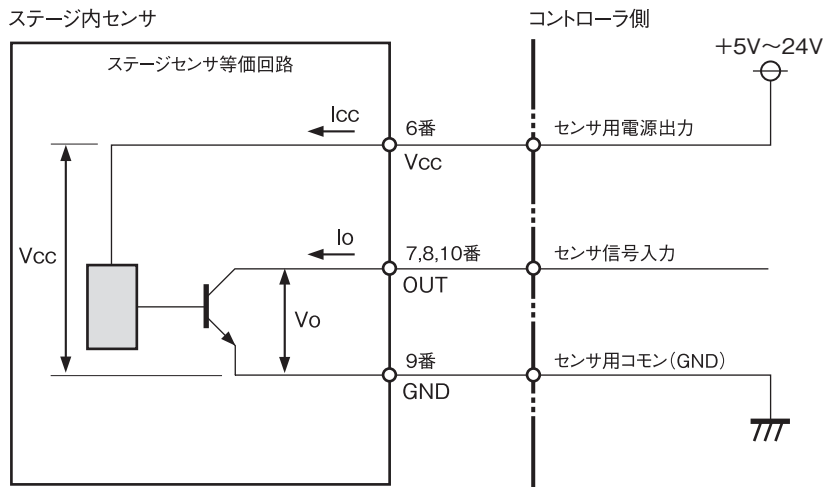 ステージ内センサ
コントローラ側
ステージセンサ等価回路
+5V～24V
Icc
6番
センサ用電源出力
Vcc
Vcc
Io
7,8,10番
センサ信号入力
OUT
Vo
9番
センサ用コモン(GND)
GND